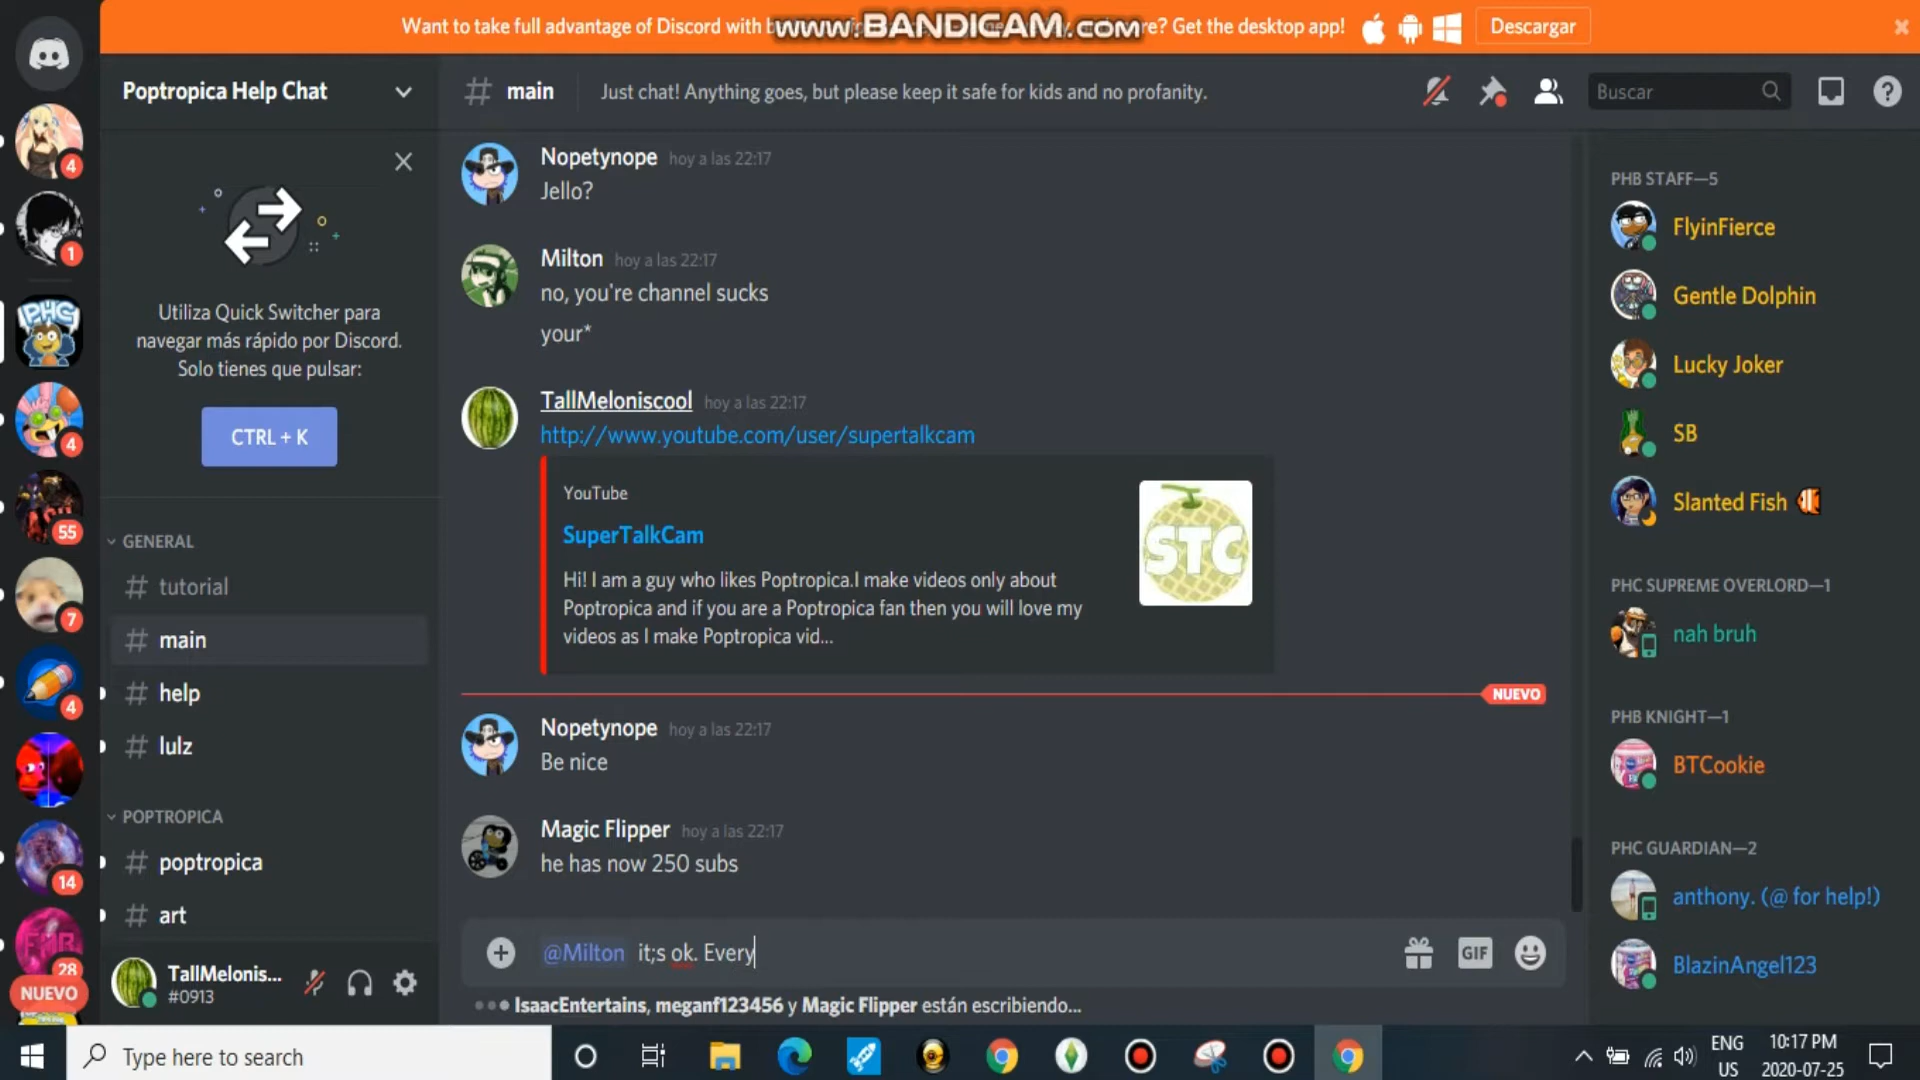 Want to take full advantage of Discord with b
www.BANDICAM.com
re? Get the desktop app!
Descargar
Poptropica Help Chat
main
Just chat! Anything goes, but please keep it safe for kids and no profanity.
Buscar
4
1
PHC
4
55
7
4
14
28
NUEVO
Utiliza Quick Switcher para
navegar más rápido por Discord.
Solo tienes que pulsar:
CTRL + K
GENERAL
# tutorial
# main
# help
# lulz
POPTROPICA
# poptropica
# art
TallMelonis...
#0913
Nopetynope hoy a las 22:17
Jello?
Milton hoy a las 22:17
no, you're channel sucks
your*
TallMeloniscool hoy a las 22:17
http://www.youtube.com/user/supertalkcam
YouTube
SuperTalkCam
Hi! I am a guy who likes Poptropica.I make videos only about
Poptropica and if you are a Poptropica fan then you will love my
videos as I make Poptropica vid...
STC
NUEVO
Nopetynope hoy a las 22:17
Be nice
Magic Flipper hoy a las 22:17
he has now 250 subs
@Milton it;s ok. Every
GIF
IsaacEntertains, meganf123456 y Magic Flipper están escribiendo...
PHB STAFF—5
FlyinFierce
Gentle Dolphin
Lucky Joker
SB
Slanted Fish
PHC SUPREME OVERLORD—1
nah bruh
PHB KNIGHT—1
BTCookie
PHC GUARDIAN—2
anthony. (@ for help!)
BlazinAngel123
Type here to search
ENG
US
10:17 PM
2020-07-25